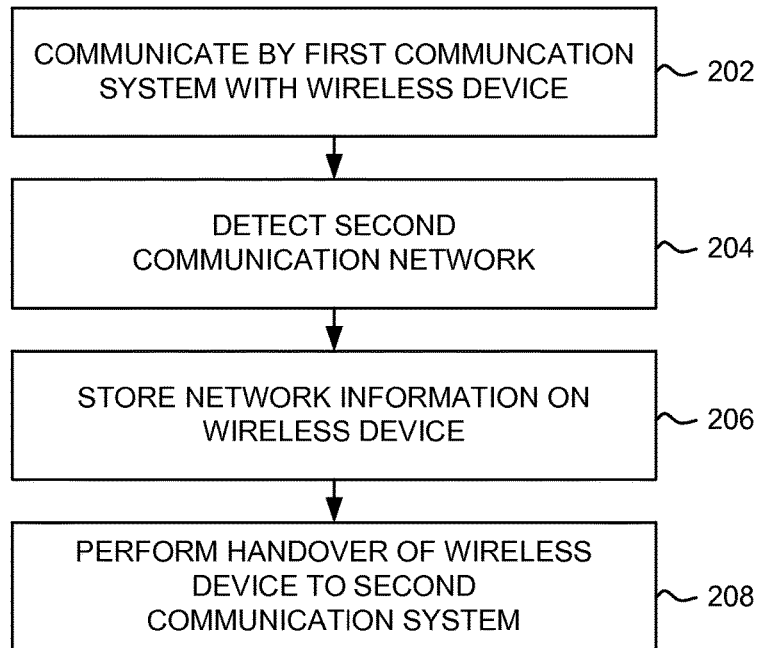 COMMUNICATE BY FIRST COMMUNCATION
SYSTEM WITH WIRELESS DEVICE
202
DETECT SECOND
COMMUNICATION NETWORK
204
STORE NETWORK INFORMATION ON
WIRELESS DEVICE
206
PERFORM HANDOVER OF WIRELESS
DEVICE TO SECOND
COMMUNICATION SYSTEM
208